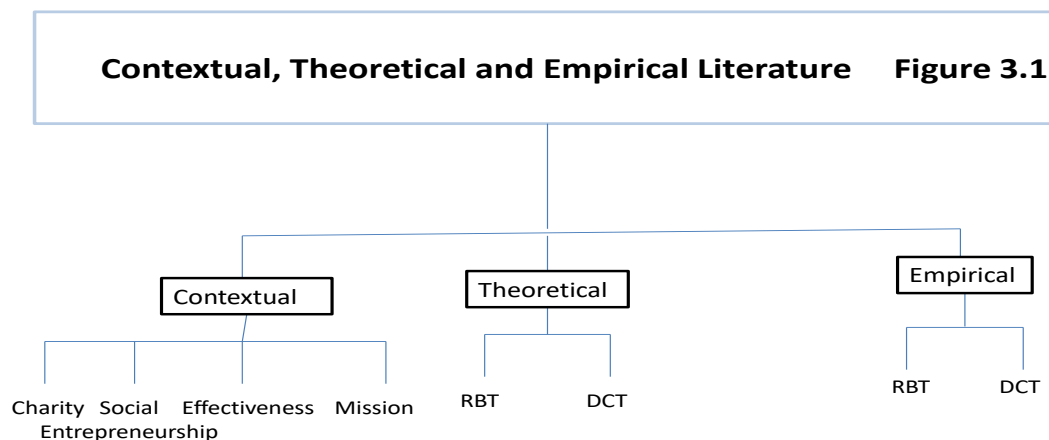 Contextual, Theoretical and Empirical Literature Figure 3.1
Contextual
Theoretical
Empirical
Charity Social Effectiveness Mission
Entrepreneurship
RBT DCT
RBT DCT